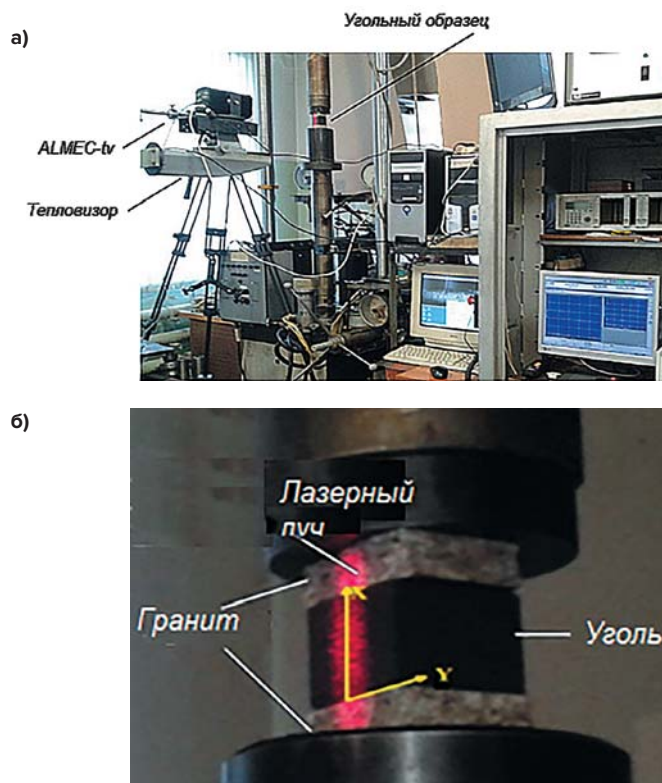 а)
Угольный образец
ALMEC-tv
Тепловизор
б)
Лазерный
луч
X
Гранит
Уголь
Y